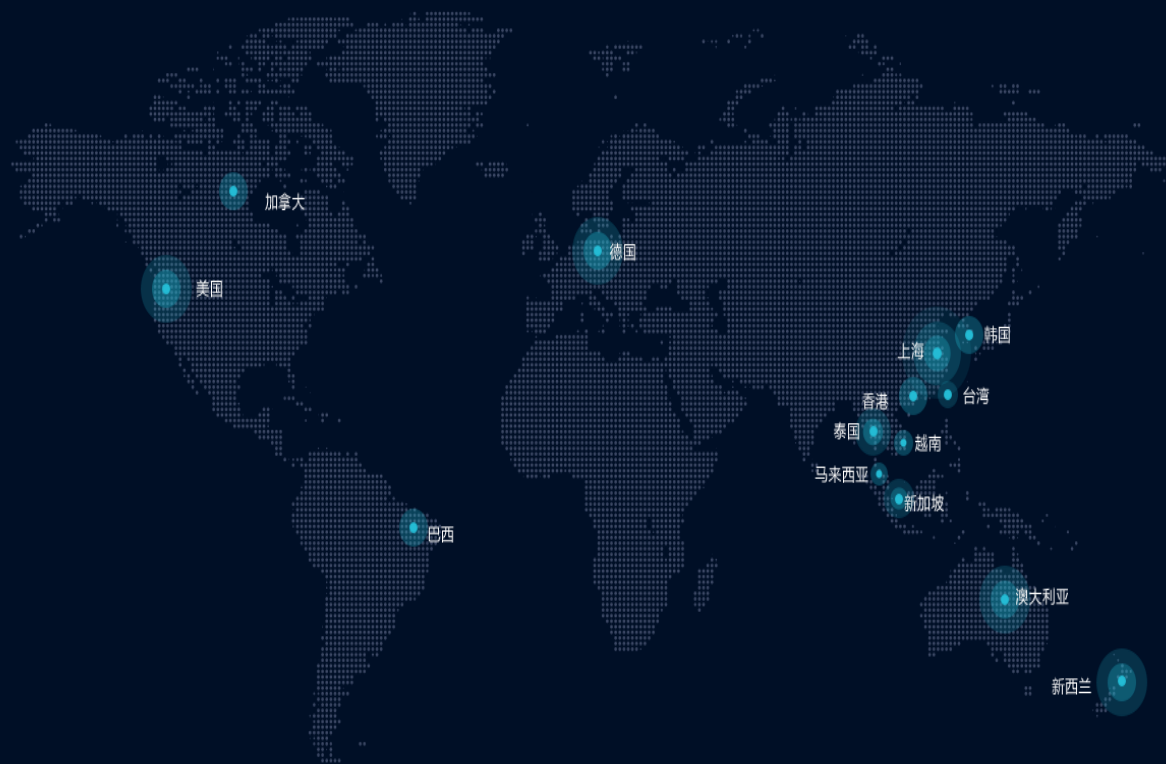 加拿大
德国
美国
韩国
上海
台湾
香港
泰国
越南
马来西亚
新加坡
巴西
澳大利亚
新西兰